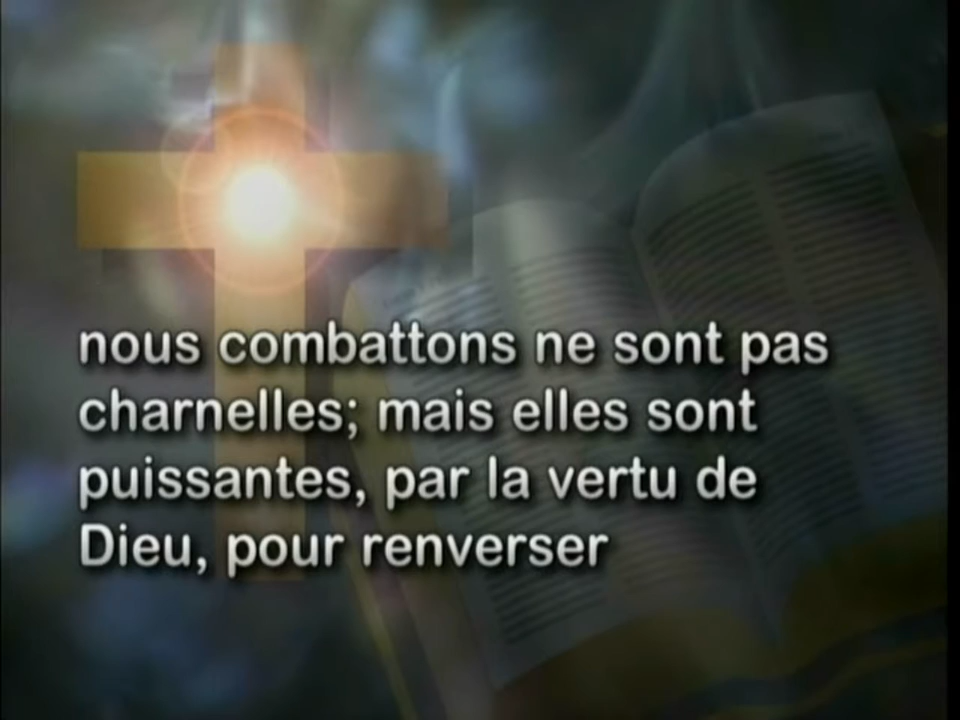 nous combattons ne sont pas
charnelles; mais elles sont
puissantes, par la vertu de
Dieu, pour renverser